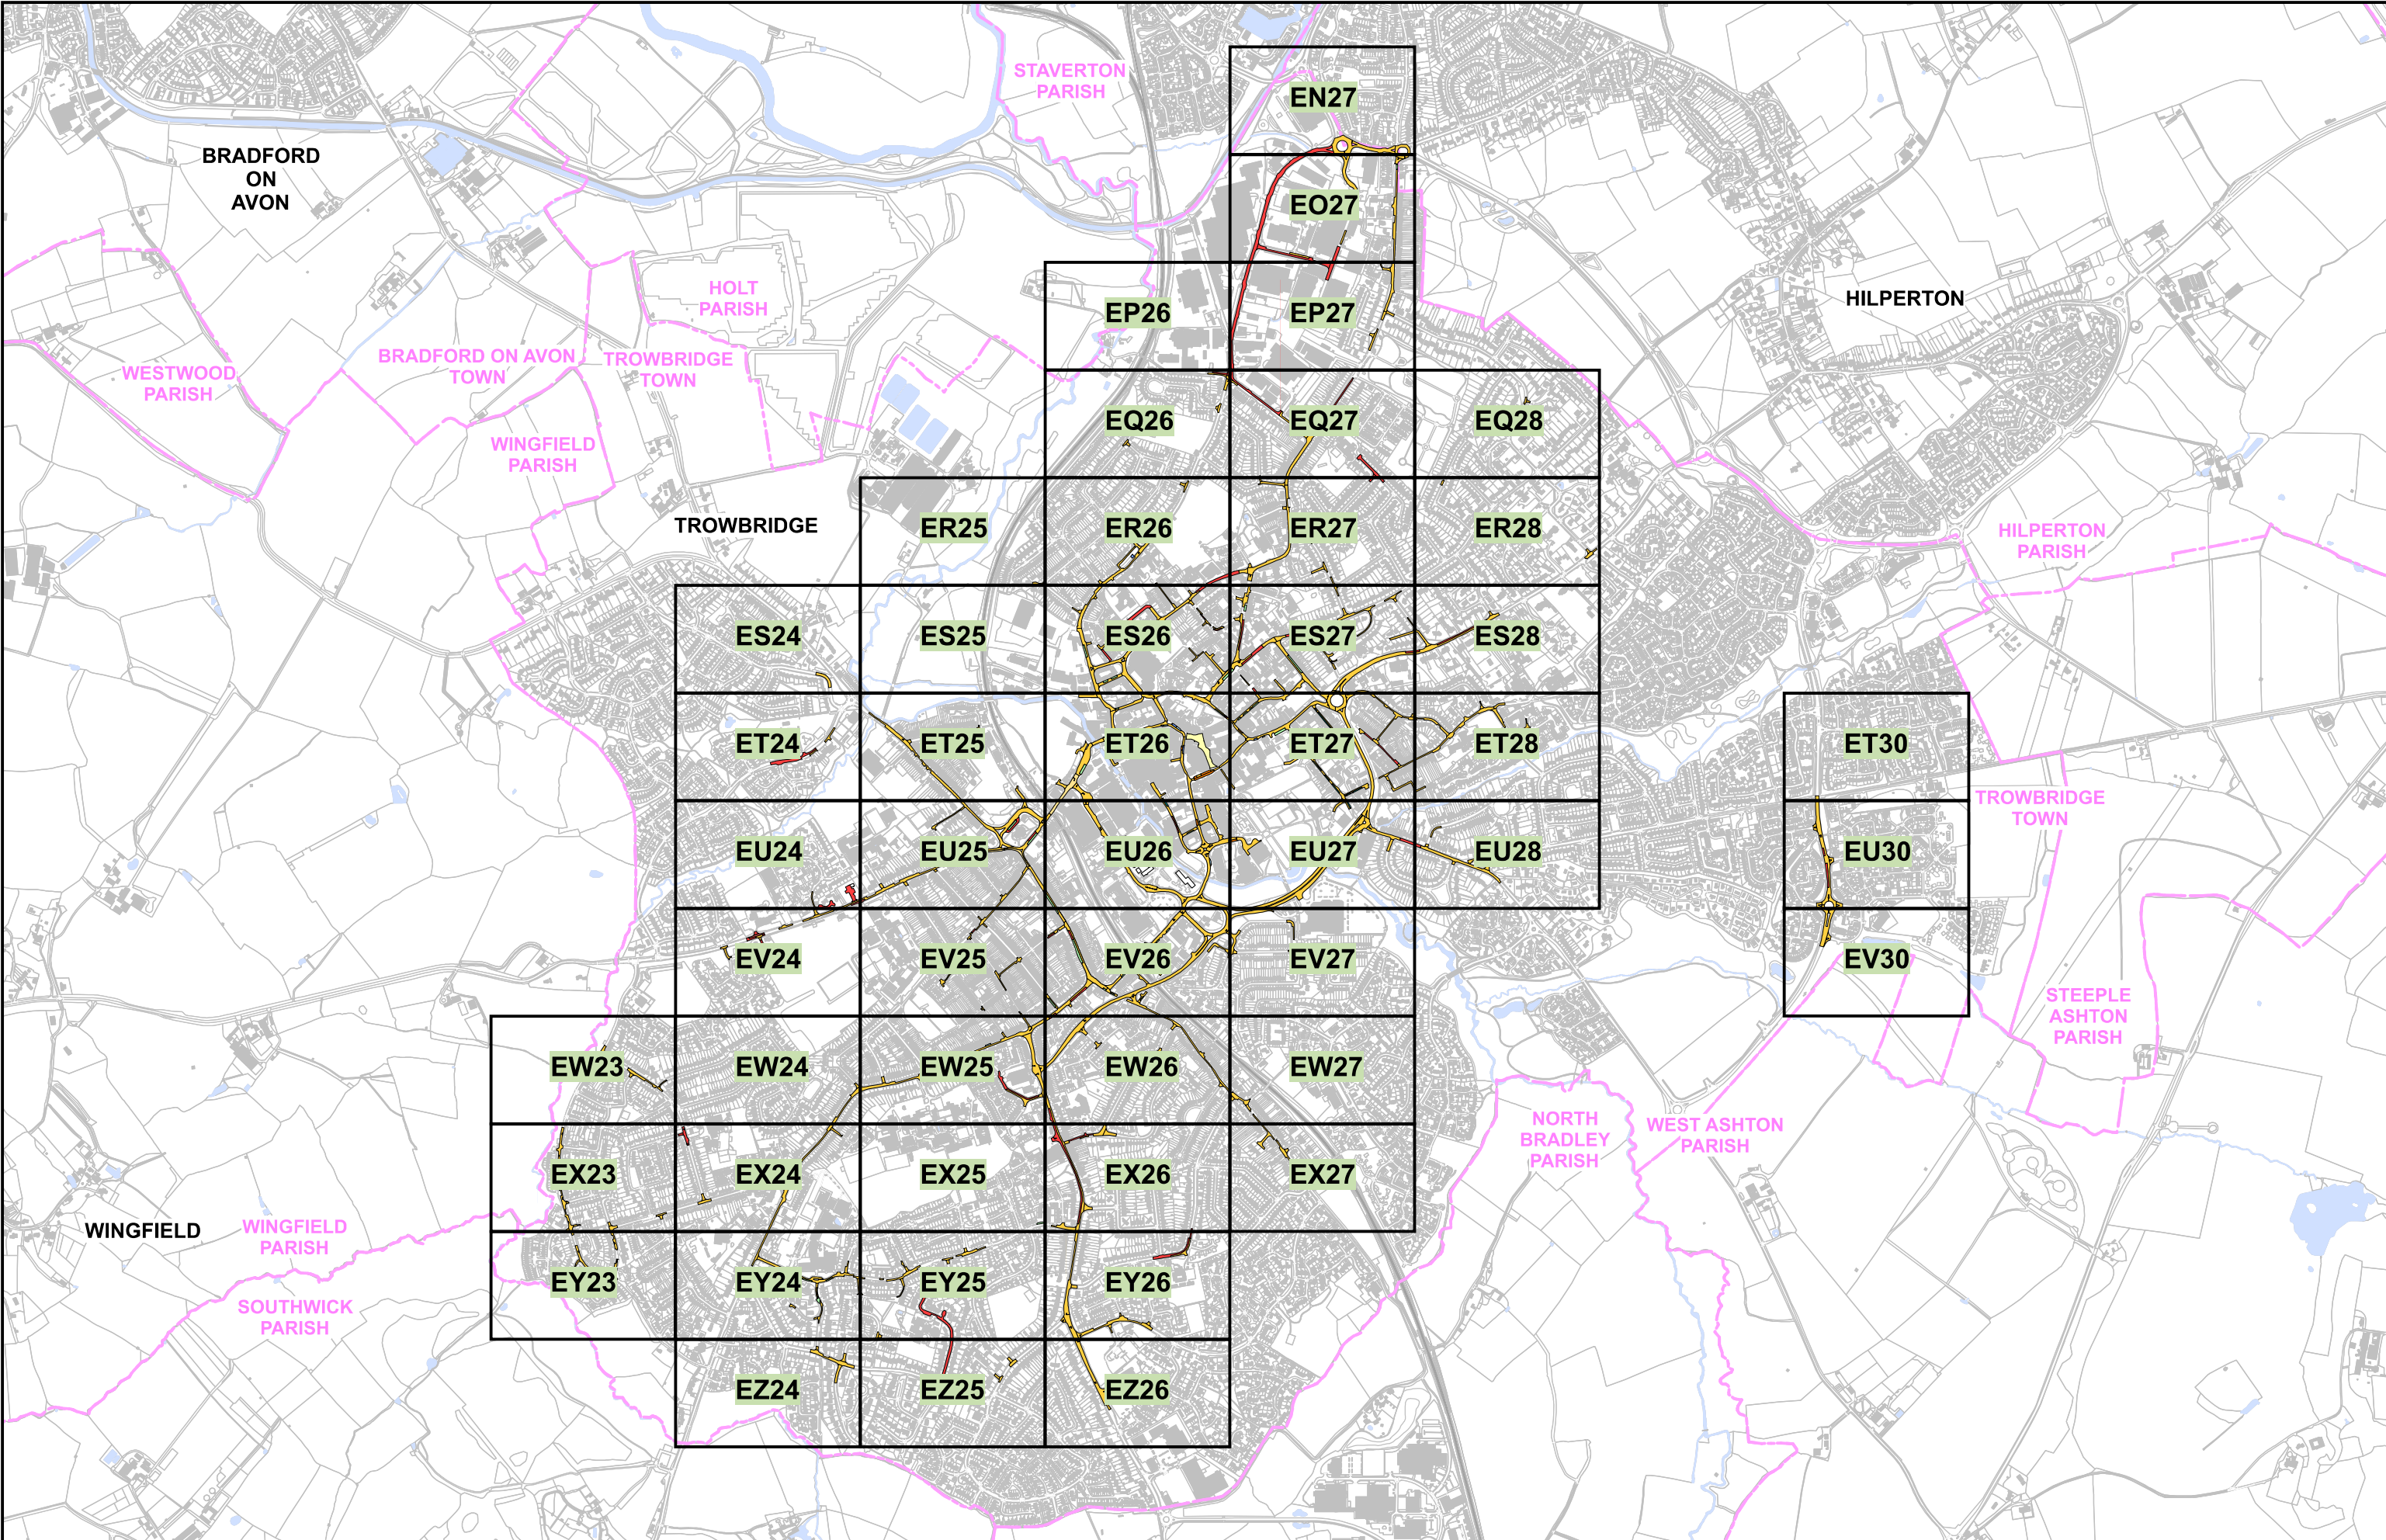 STAVERTON
PARISH
EN27
BRADFORD
ON
AVON
EO27
HOLT
PARISH
HILPERTON
EP26
EP27
BRADFORD ON AVON
TOWN
TROWBRIDGE
TOWN
WESTWOOD
PARISH
EQ26
EQ27
EQ28
WINGFIELD
PARISH
TROWBRIDGE
ER25
ER26
ER27
ER28
HILPERTON
PARISH
ES24
ES25
ES26
ES27
ES28
ET24
ET25
ET26
ET27
ET28
ET30
TROWBRIDGE
TOWN
EU24
EU25
EU26
EU27
EU28
EU30
EV24
EV25
EV26
EV27
EV30
STEEPLE
ASHTON
PARISH
EW23
EW24
EW25
EW26
EW27
NORTH
BRADLEY
PARISH
WEST ASHTON
PARISH
EX23
EX24
EX25
EX26
EX27
WINGFIELD
WINGFIELD
PARISH
EY23
EY24
EY25
EY26
SOUTHWICK
PARISH
EZ24
EZ25
EZ26